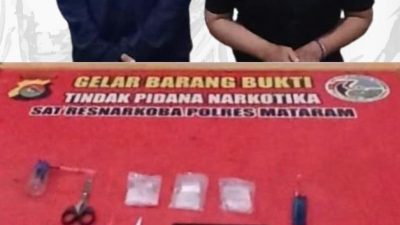 GELAR BARANG BUKTI
TINDAK PIDANA NARKOTIKA
SAT RESNARKOBA POLRES MATARAM